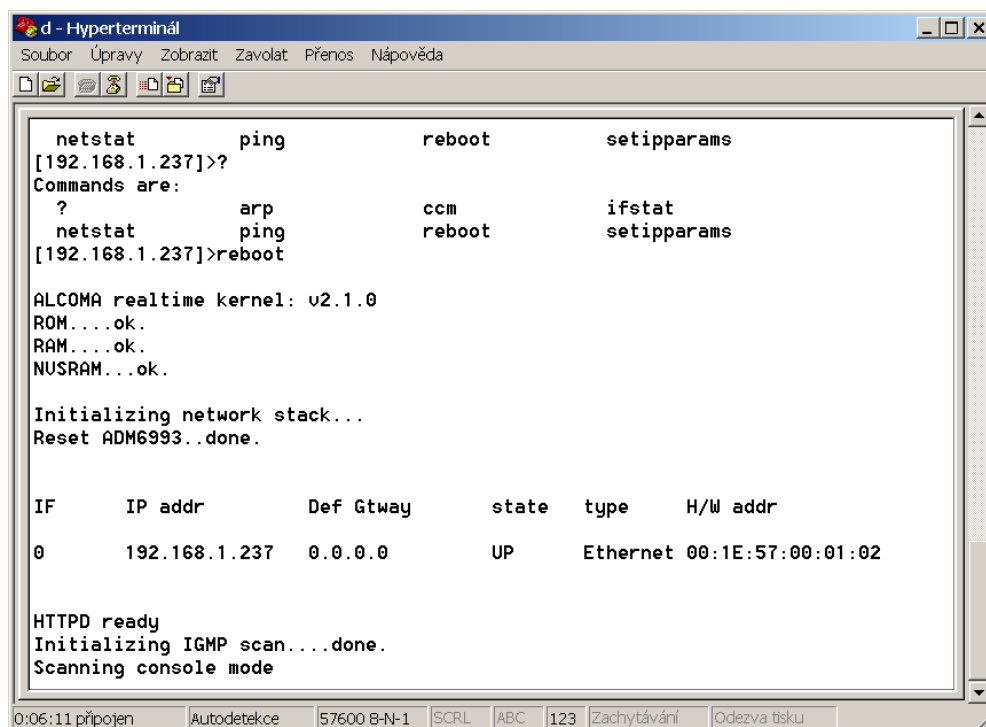 d - Hyperterminál
Soubor Úpravy Zobrazit Zavolat Přenos Nápověda
netstat ping reboot setipparams
[192.168.1.237]>?
Commands are:
? arp ccm ifstat
netstat ping reboot setipparams
[192.168.1.237]>reboot
ALCOMA realtime kernel: v2.1.0
ROM....ok.
RAM....ok.
NVSRAM...ok.
Initializing network stack...
Reset ADM6993..done.
IF IP addr Def Gtway state type H/W addr
0 192.168.1.237 0.0.0.0 UP Ethernet 00:1E:57:00:01:02
HTTPD ready
Initializing IGMP scan....done.
Scanning console mode
0:06:11 připojen Autodetekce 57600 8-N-1 SCRL ABC 123 Zachytávání Odezva tisku